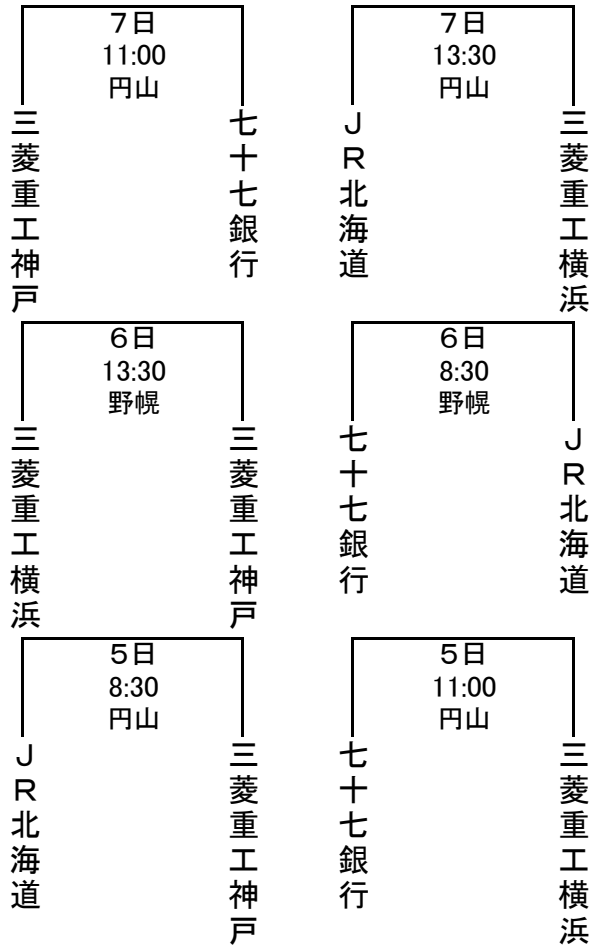 ７日
11:00
円山
三菱重工神戸
七十七銀行
７日
13:30
円山
ＪＲ北海道
三菱重工横浜
６日
13:30
野幌
三菱重工横浜
三菱重工神戸
６日
8:30
野幌
七十七銀行
ＪＲ北海道
５日
8:30
円山
ＪＲ北海道
三菱重工神戸
５日
11:00
円山
七十七銀行
三菱重工横浜